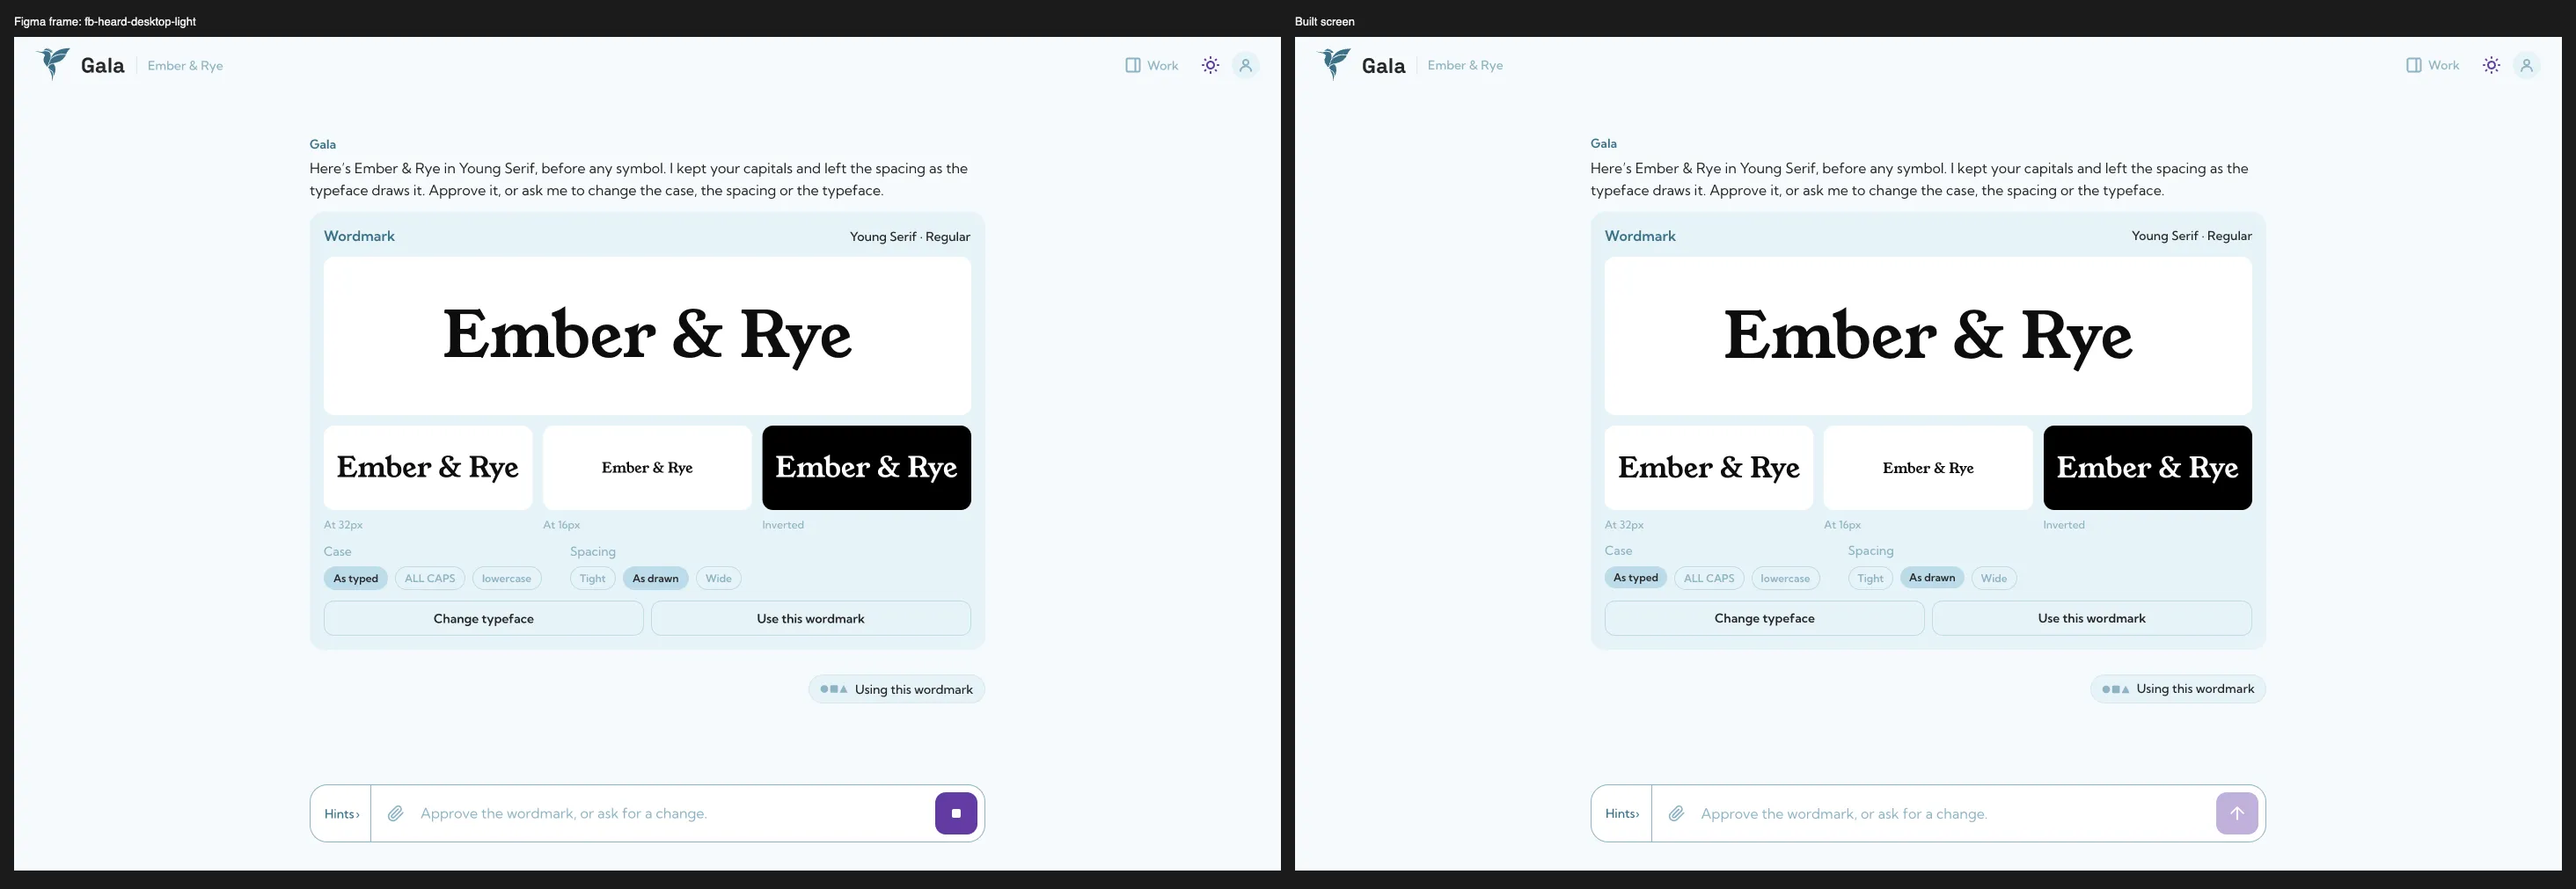 Figma frame: fb-heard-desktop-light
Gala
Ember & Rye
Work
Gala
Here's Ember & Rye in Young Serif, before any symbol. I kept your capitals and left the spacing as the
typeface draws it. Approve it, or ask me to change the case, the spacing or the typeface.
Wordmark
Young Serif · Regular
Ember & Rye
Ember & Rye
Ember & Rye
Ember & Rye
At 32px
At 16px
Inverted
Case
Spacing
As typed
ALL CAPS
lowercase
Tight
As drawn
Wide
Change typeface
Use this wordmark
Using this wordmark
Hints ›
Approve the wordmark, or ask for a change.
Built screen
Gala
Ember & Rye
Work
Gala
Here's Ember & Rye in Young Serif, before any symbol. I kept your capitals and left the spacing as the
typeface draws it. Approve it, or ask me to change the case, the spacing or the typeface.
Wordmark
Young Serif · Regular
Ember & Rye
Ember & Rye
Ember & Rye
Ember & Rye
At 32px
At 16px
Inverted
Case
Spacing
As typed
ALL CAPS
lowercase
Tight
As drawn
Wide
Change typeface
Use this wordmark
Using this wordmark
Hints›
Approve the wordmark, or ask for a change.